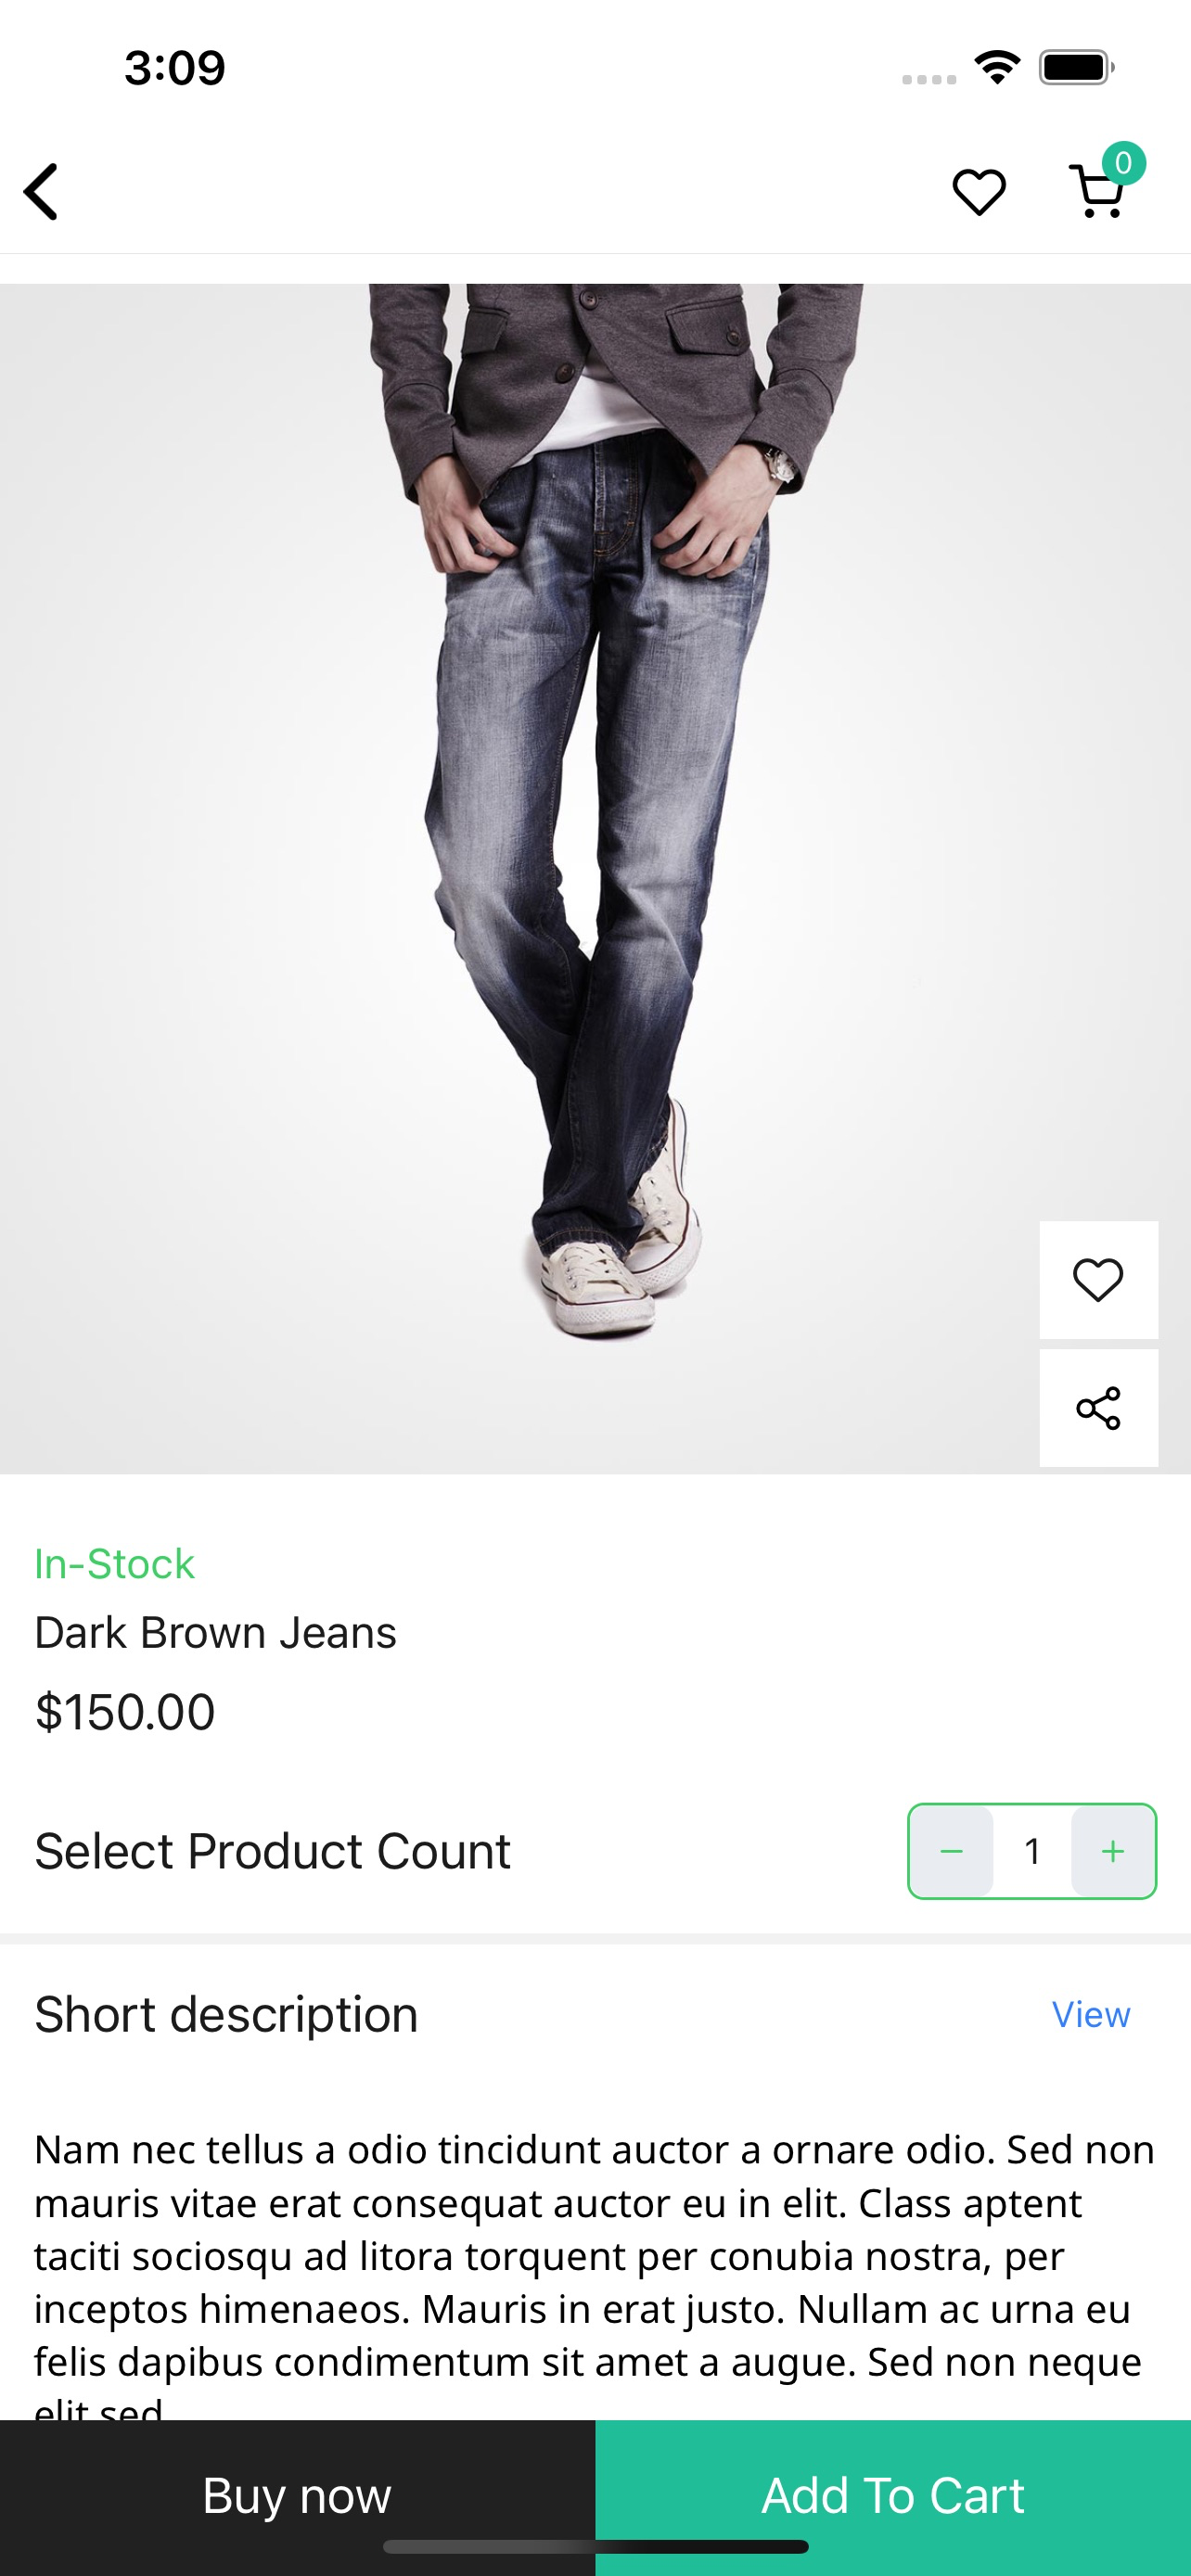 3:09
0
In-Stock
Dark Brown Jeans
$150.00
Select Product Count
− 1 +
Short description
View
Nam nec tellus a odio tincidunt auctor a ornare odio. Sed non
mauris vitae erat consequat auctor eu in elit. Class aptent
taciti sociosqu ad litora torquent per conubia nostra, per
inceptos himenaeos. Mauris in erat justo. Nullam ac urna eu
felis dapibus condimentum sit amet a augue. Sed non neque
elit sed
Buy now
Add To Cart